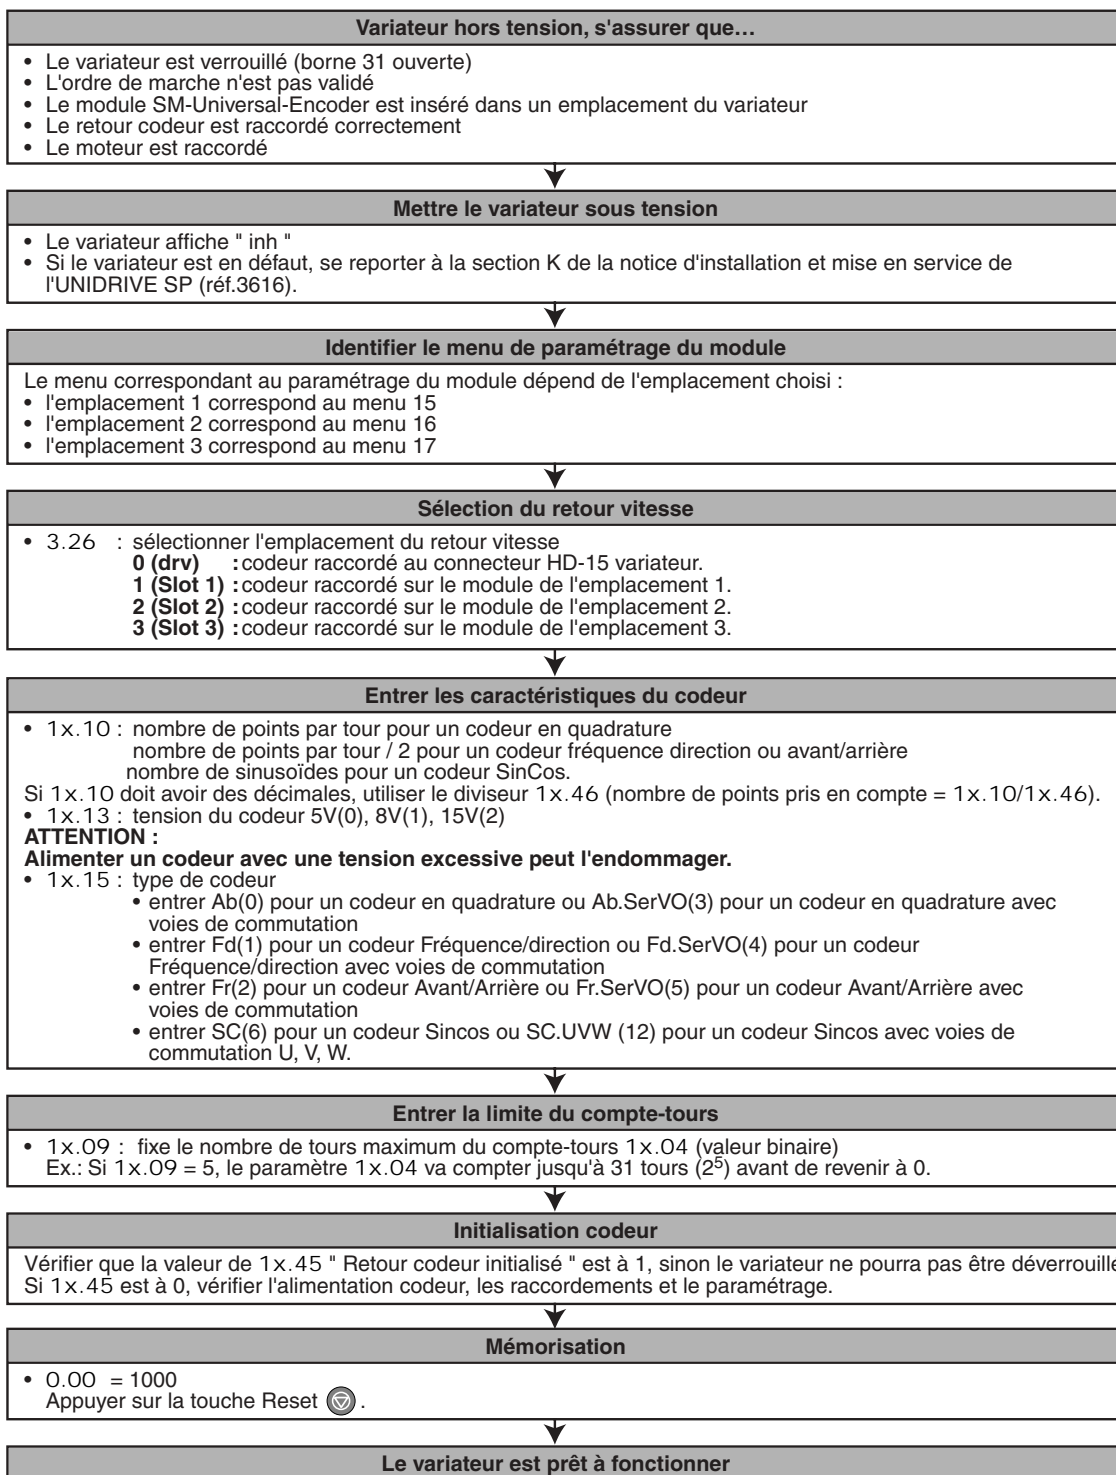 Variateur hors tension, s'assurer que…
• Le variateur est verrouillé (borne 31 ouverte)
• L'ordre de marche n'est pas validé
• Le module SM-Universal-Encoder est inséré dans un emplacement du variateur
• Le retour codeur est raccordé correctement
• Le moteur est raccordé
Mettre le variateur sous tension
• Le variateur affiche " inh "
• Si le variateur est en défaut, se reporter à la section K de la notice d'installation et mise en service de
l'UNIDRIVE SP (réf.3616).
Identifier le menu de paramétrage du module
Le menu correspondant au paramétrage du module dépend de l'emplacement choisi :
• l'emplacement 1 correspond au menu 15
• l'emplacement 2 correspond au menu 16
• l'emplacement 3 correspond au menu 17
Sélection du retour vitesse
• 3.26 : sélectionner l'emplacement du retour vitesse
0 (drv) : codeur raccordé au connecteur HD-15 variateur.
1 (Slot 1) : codeur raccordé sur le module de l'emplacement 1.
2 (Slot 2) : codeur raccordé sur le module de l'emplacement 2.
3 (Slot 3) : codeur raccordé sur le module de l'emplacement 3.
Entrer les caractéristiques du codeur
• 1x.10 : nombre de points par tour pour un codeur en quadrature
nombre de points par tour / 2 pour un codeur fréquence direction ou avant/arrière
nombre de sinusoïdes pour un codeur SinCos.
Si 1x.10 doit avoir des décimales, utiliser le diviseur 1x.46 (nombre de points pris en compte = 1x.10/1x.46).
• 1x.13 : tension du codeur 5V(0), 8V(1), 15V(2)
ATTENTION :
Alimenter un codeur avec une tension excessive peut l'endommager.
• 1x.15 : type de codeur
• entrer Ab(0) pour un codeur en quadrature ou Ab.SerVO(3) pour un codeur en quadrature avec
voies de commutation
• entrer Fd(1) pour un codeur Fréquence/direction ou Fd.SerVO(4) pour un codeur
Fréquence/direction avec voies de commutation
• entrer Fr(2) pour un codeur Avant/Arrière ou Fr.SerVO(5) pour un codeur Avant/Arrière avec
voies de commutation
• entrer SC(6) pour un codeur Sincos ou SC.UVW (12) pour un codeur Sincos avec voies de
commutation U, V, W.
Entrer la limite du compte-tours
• 1x.09 : fixe le nombre de tours maximum du compte-tours 1x.04 (valeur binaire)
Ex.: Si 1x.09 = 5, le paramètre 1x.04 va compter jusqu'à 31 tours (2⁵) avant de revenir à 0.
Initialisation codeur
Vérifier que la valeur de 1x.45 " Retour codeur initialisé " est à 1, sinon le variateur ne pourra pas être déverrouillé
Si 1x.45 est à 0, vérifier l'alimentation codeur, les raccordements et le paramétrage.
Mémorisation
• 0.00 = 1000
Appuyer sur la touche Reset .
Le variateur est prêt à fonctionner